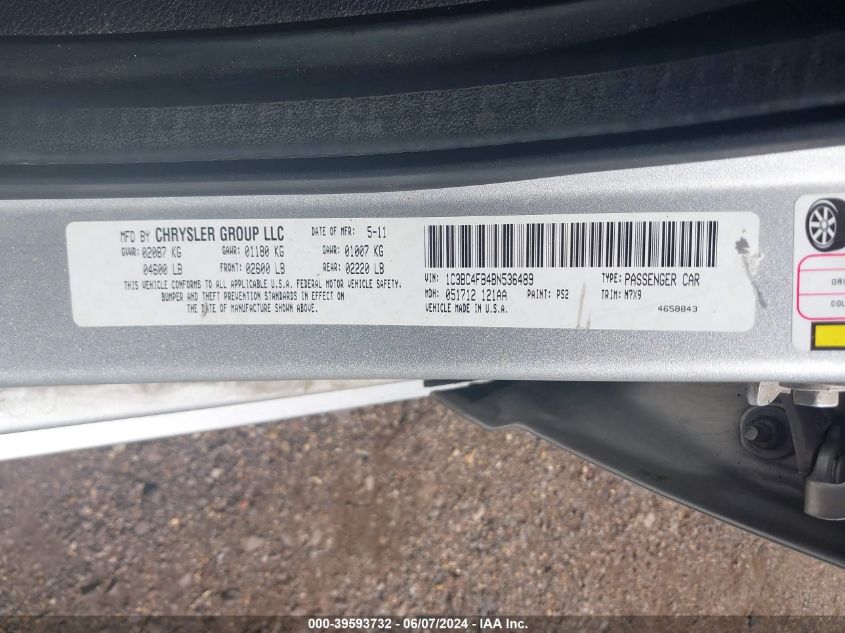 MFD BY CHRYSLER GROUP LLC DATE OF MFR: 5-11
GVWR: 02087 KG GAWR: 01180 KG GAWR: 01007 KG
04600 LB FRONT: 02600 LB REAR: 02220 LB
THIS VEHICLE CONFORMS TO ALL APPLICABLE U.S.A. FEDERAL MOTOR VEHICLE SAFETY,
BUMPER AND THEFT PREVENTION STANDARDS IN EFFECT ON
THE DATE OF MANUFACTURE SHOWN ABOVE.
VIN: 1C3BC4FB4BN536489 TYPE: PASSENGER CAR
MDH: 051712 121AA PAINT: PS2 TRIM: N7X9
VEHICLE MADE IN U.S.A. 4658843
000-39593732 - 06/07/2024 - IAA Inc.